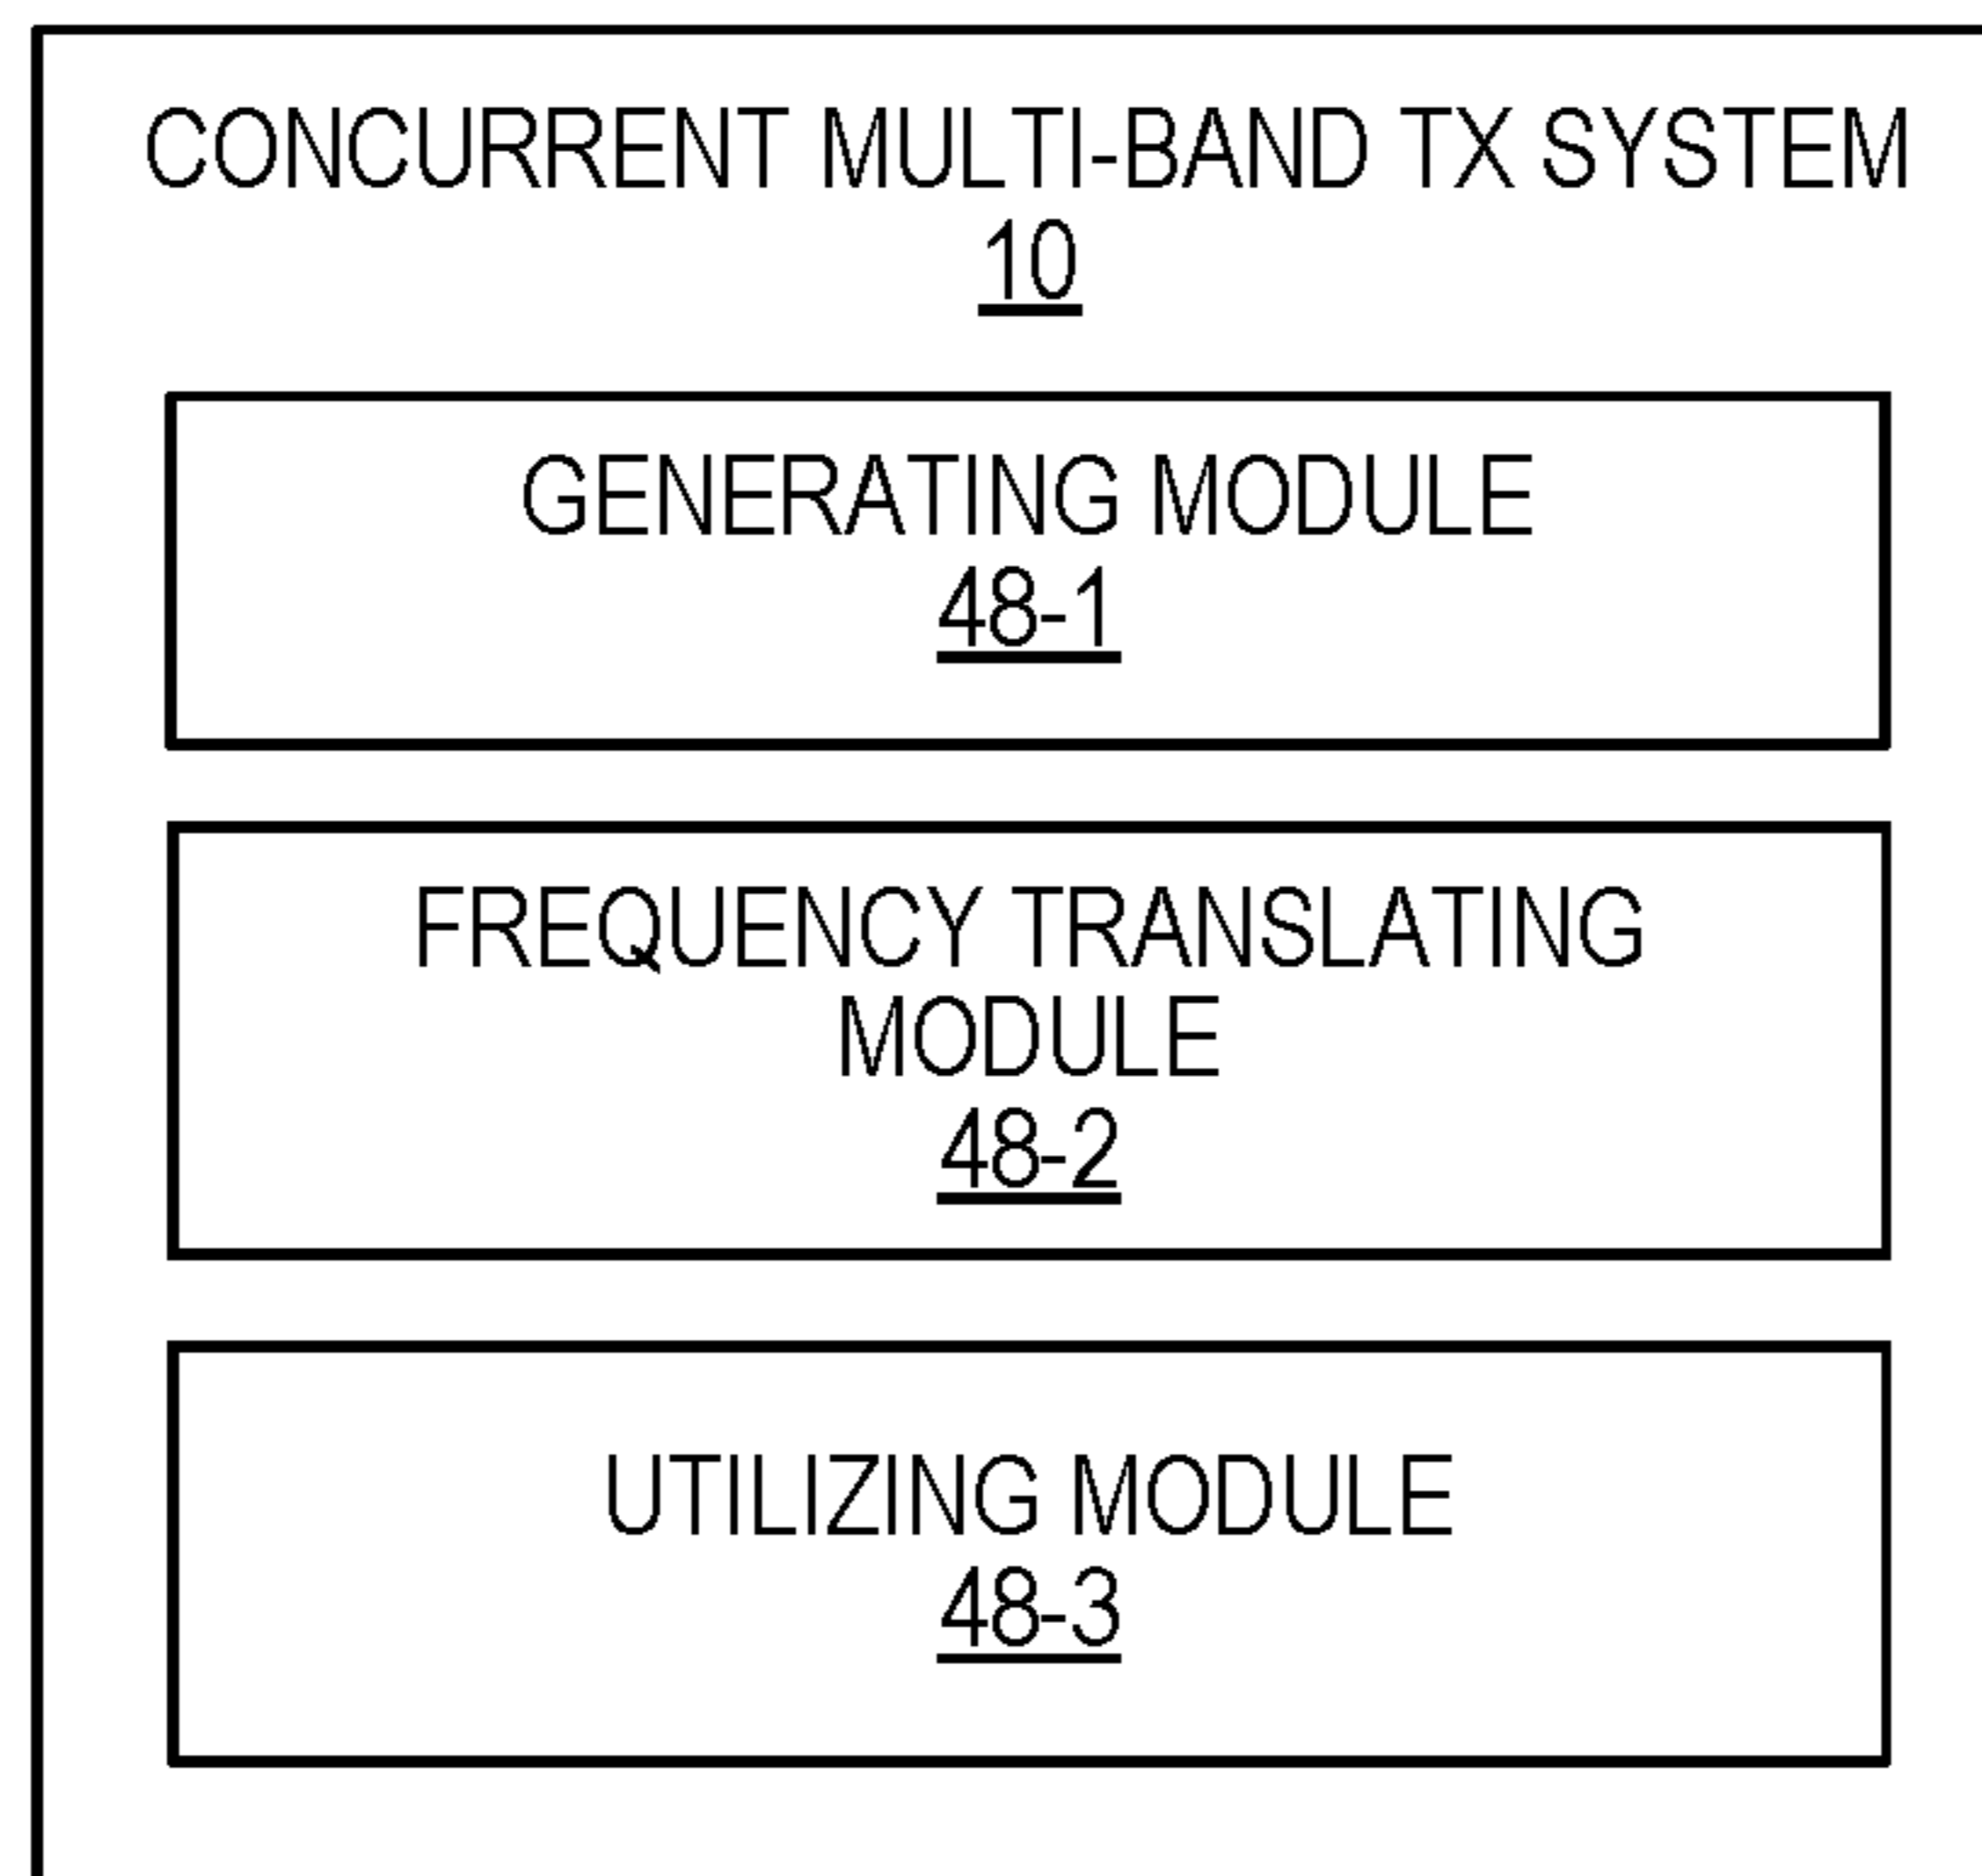 CONCURRENT MULTI-BAND TX SYSTEM
10
GENERATING MODULE
48-1
FREQUENCY TRANSLATING
MODULE
48-2
UTILIZING MODULE
48-3